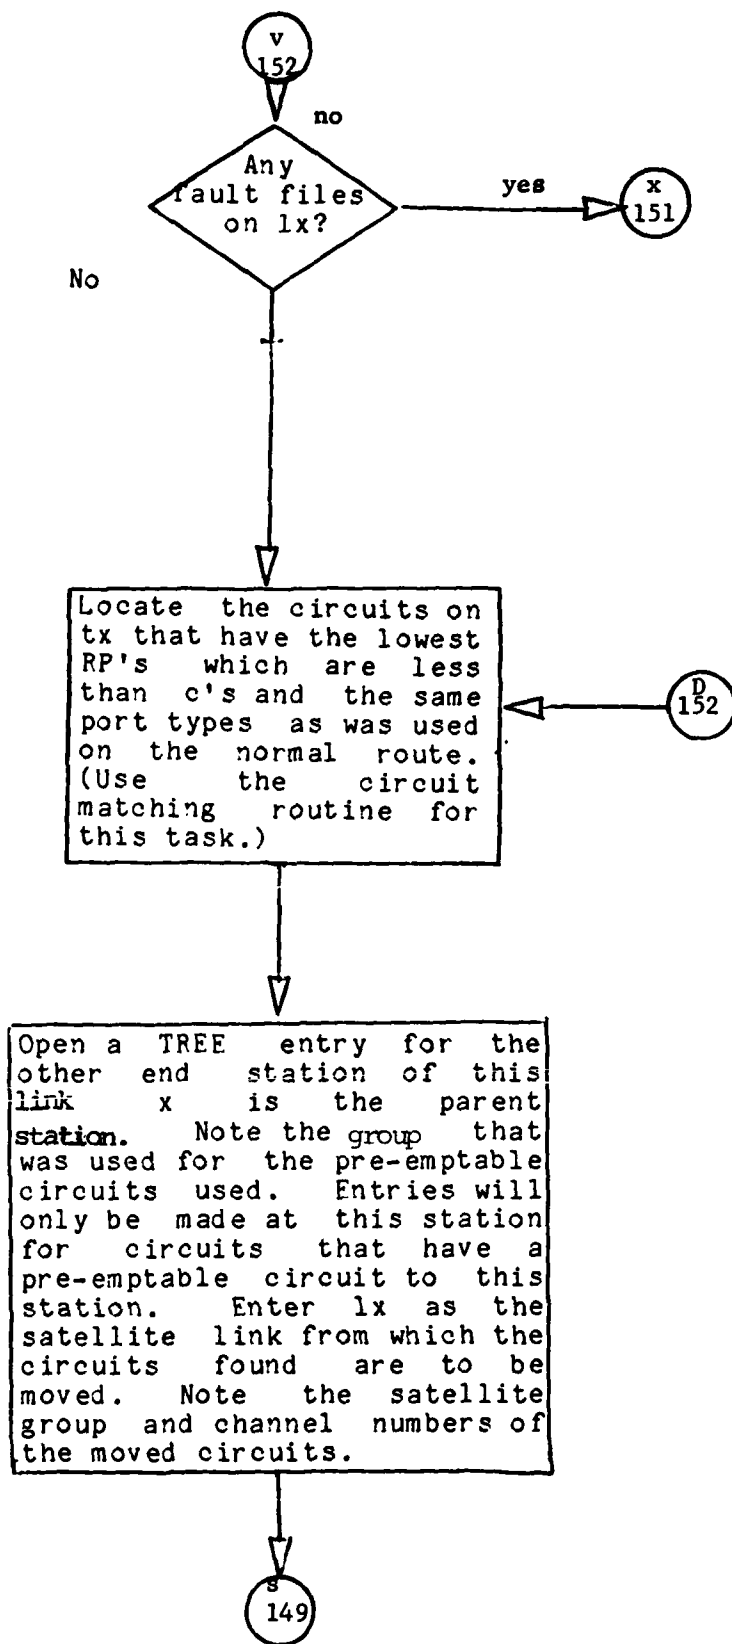 v
152
no
Any
fault files
on lx?
yes
x
151
No
Locate the circuits on
tx that have the lowest
RP's which are less
than c's and the same
port types as was used
on the normal route.
(Use the circuit
matching routine for
this task.)
D
152
Open a TREE entry for the
other end station of this
link x is the parent
station. Note the group that
was used for the pre-emptable
circuits used. Entries will
only be made at this station
for circuits that have a
pre-emptable circuit to this
station. Enter lx as the
satellite link from which the
circuits found are to be
moved. Note the satellite
group and channel numbers of
the moved circuits.
s
149